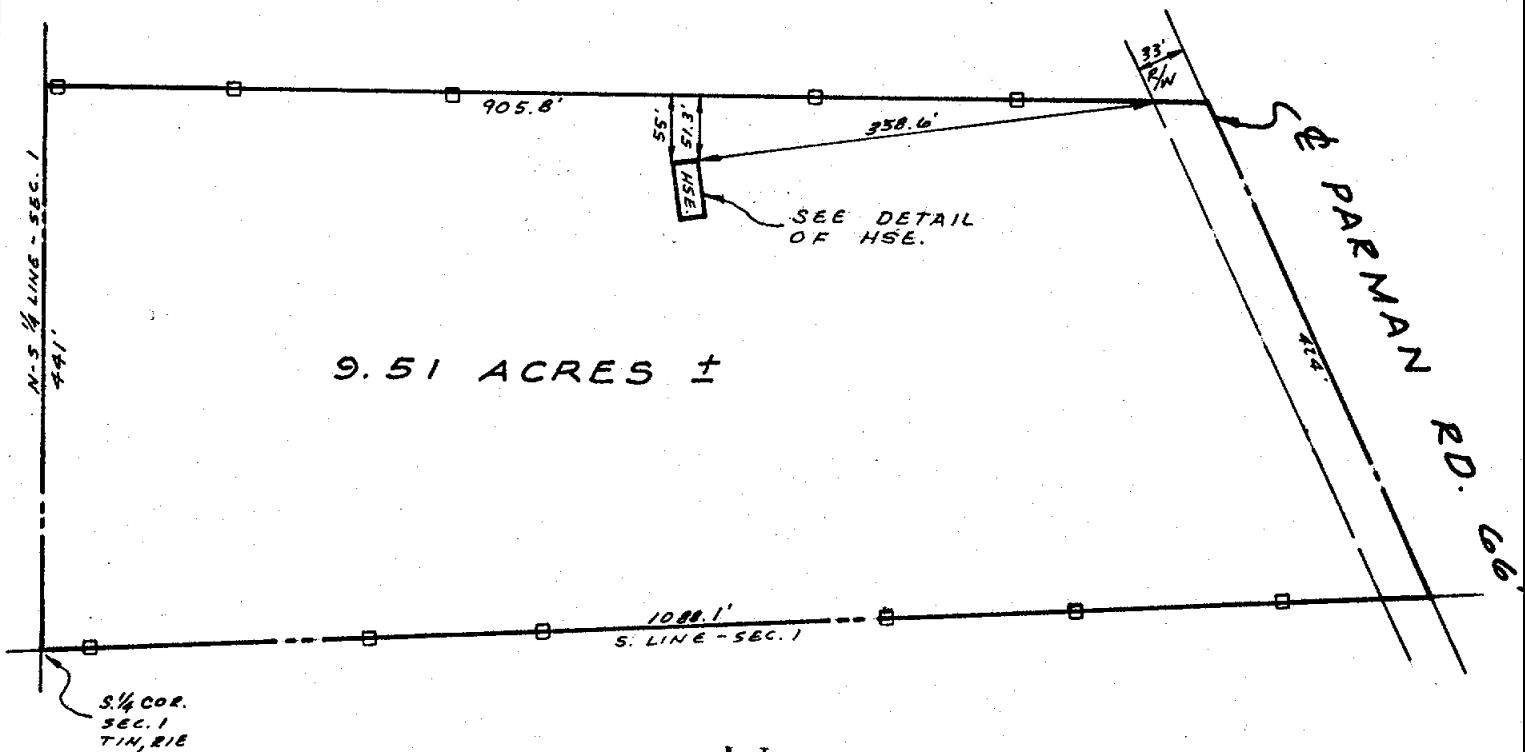 33'
R/W
905.8'
55'
51.3'
358.6'
HSE.
SEE DETAIL
OF HSE.
℄ PARMAN RD. 66'
N-S 1/4 LINE - SEC. 1
441'
9.51 ACRES ±
424'
1088.1'
S. LINE - SEC. 1
S. 1/4 COR.
SEC. 1
T1N, R1E